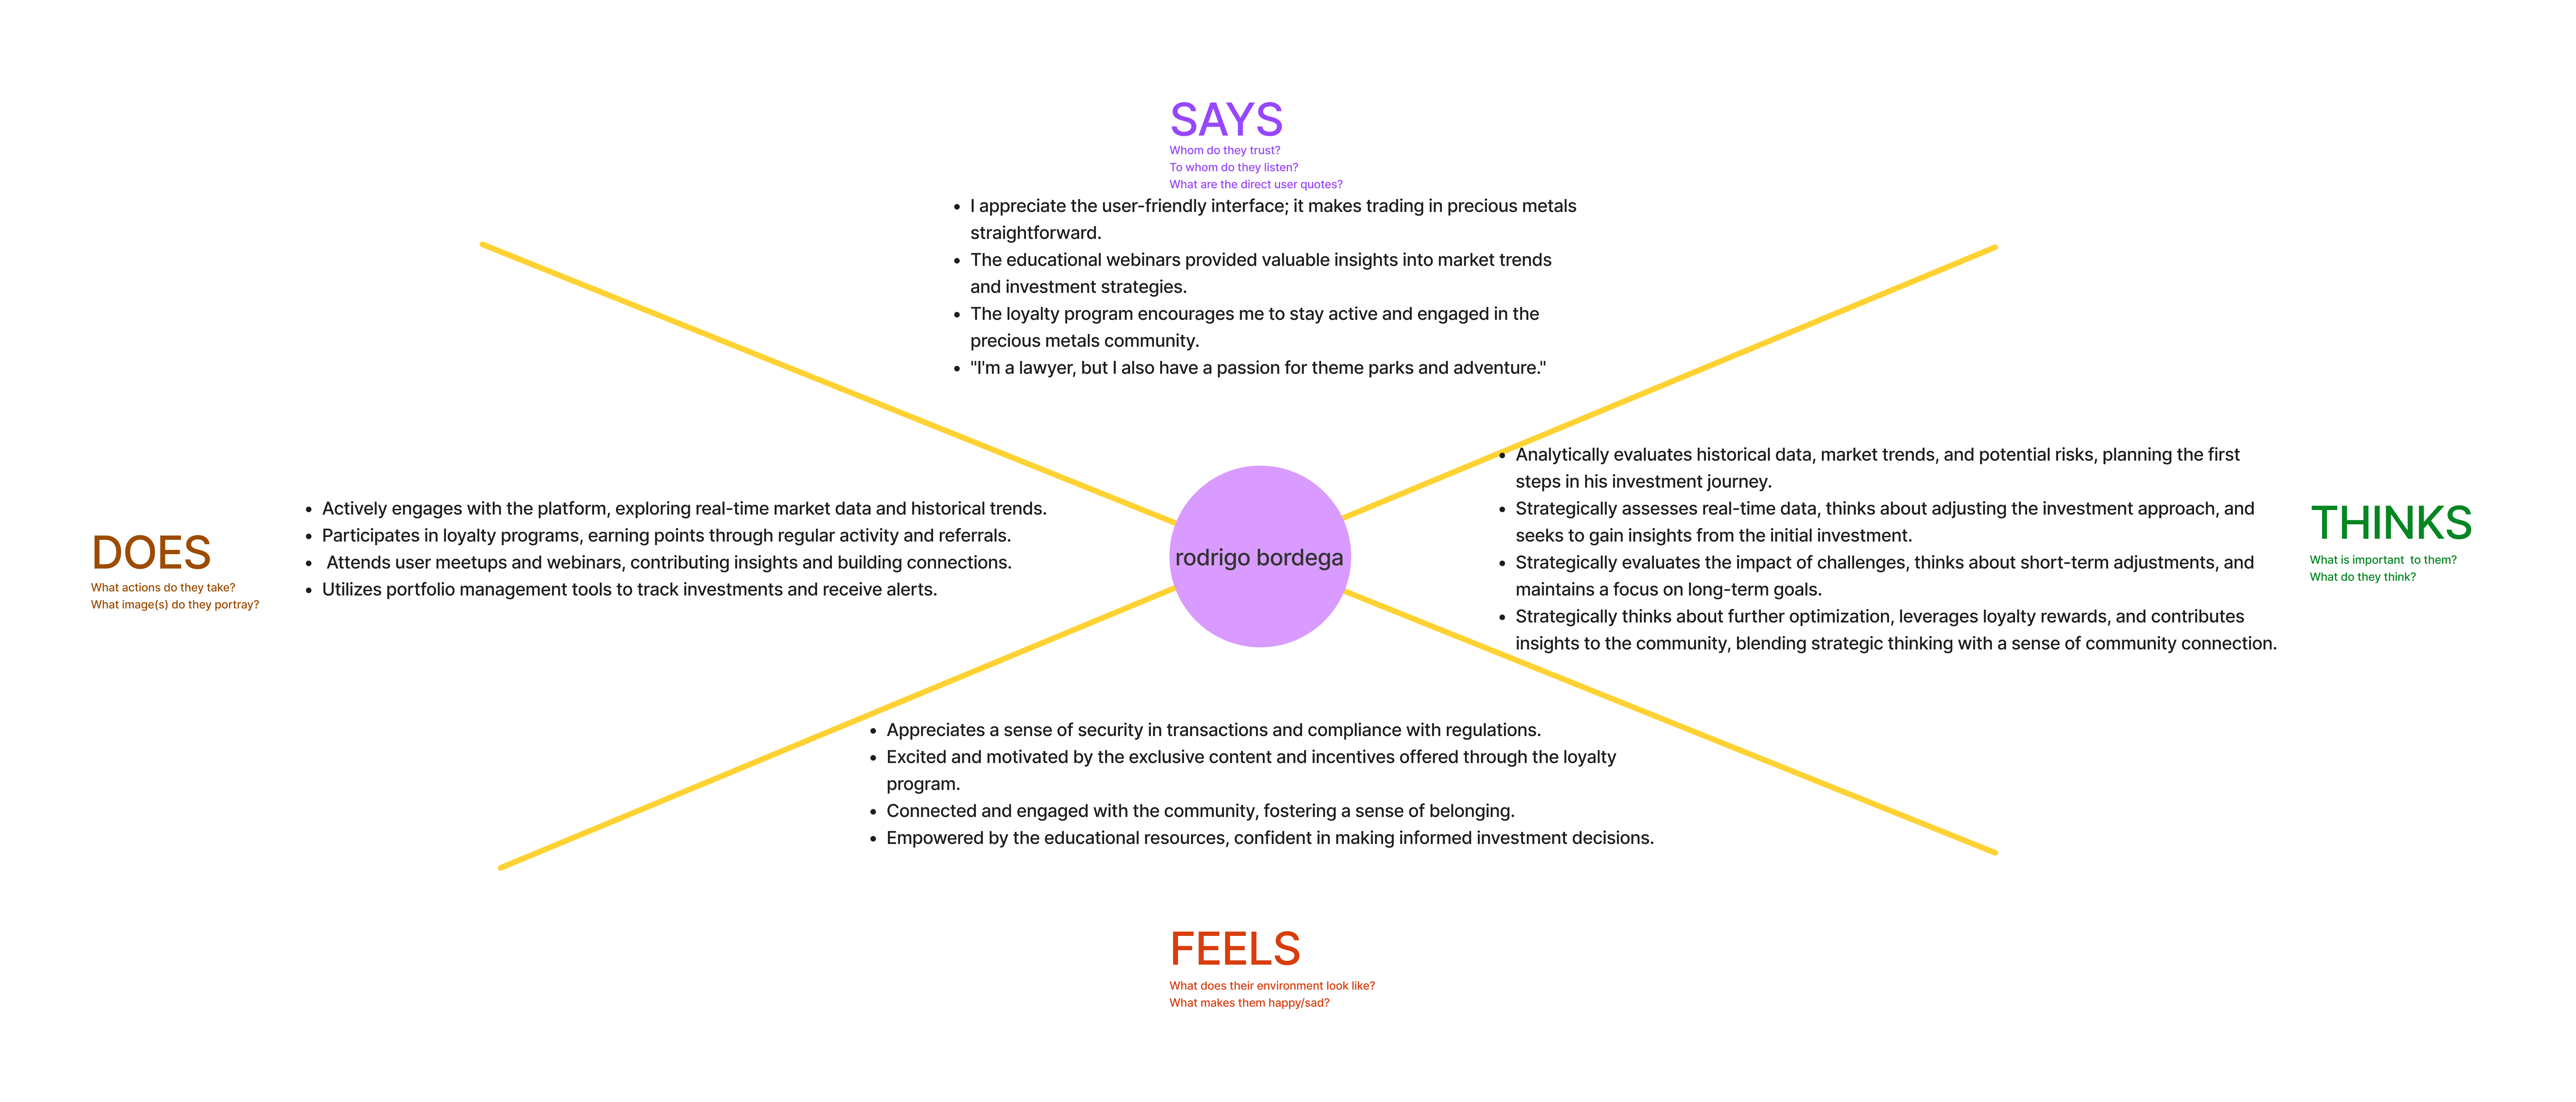 SAYS
Whom do they trust?
To whom do they listen?
What are the direct user quotes?
• I appreciate the user-friendly interface; it makes trading in precious metals
straightforward.
• The educational webinars provided valuable insights into market trends
and investment strategies.
• The loyalty program encourages me to stay active and engaged in the
precious metals community.
• "I'm a lawyer, but I also have a passion for theme parks and adventure."
DOES
What actions do they take?
What image(s) do they portray?
• Actively engages with the platform, exploring real-time market data and historical trends.
• Participates in loyalty programs, earning points through regular activity and referrals.
• Attends user meetups and webinars, contributing insights and building connections.
• Utilizes portfolio management tools to track investments and receive alerts.
rodrigo bordega
• Analytically evaluates historical data, market trends, and potential risks, planning the first
steps in his investment journey.
• Strategically assesses real-time data, thinks about adjusting the investment approach, and
seeks to gain insights from the initial investment.
• Strategically evaluates the impact of challenges, thinks about short-term adjustments, and
maintains a focus on long-term goals.
• Strategically thinks about further optimization, leverages loyalty rewards, and contributes
insights to the community, blending strategic thinking with a sense of community connection.
THINKS
What is important to them?
What do they think?
• Appreciates a sense of security in transactions and compliance with regulations.
• Excited and motivated by the exclusive content and incentives offered through the loyalty
program.
• Connected and engaged with the community, fostering a sense of belonging.
• Empowered by the educational resources, confident in making informed investment decisions.
FEELS
What does their environment look like?
What makes them happy/sad?